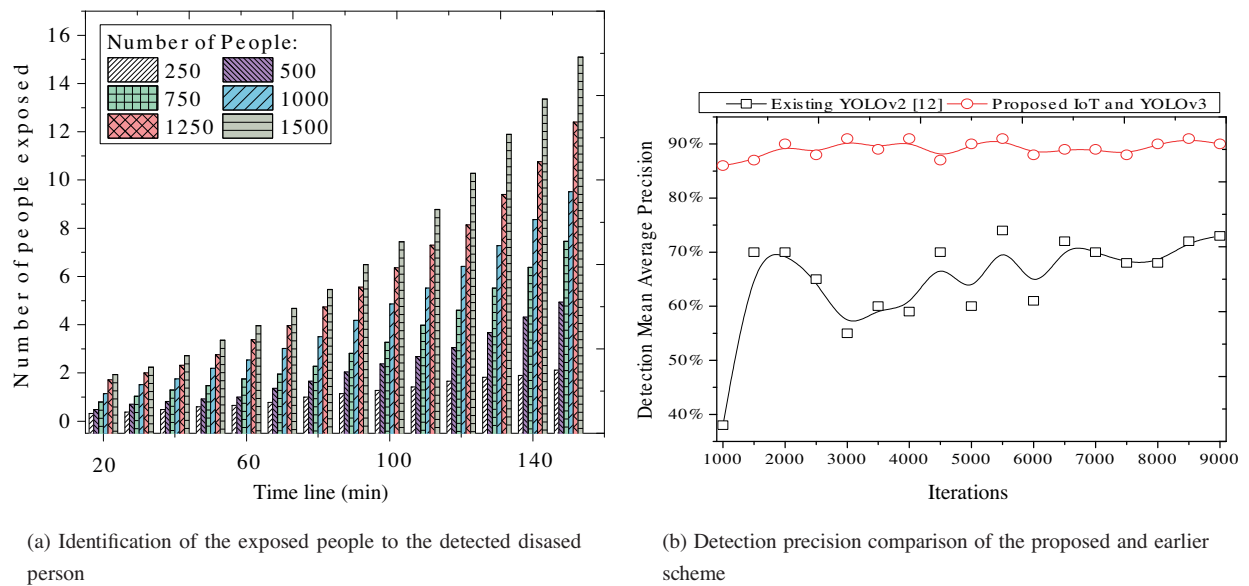 Number of people exposed
16
14
12
10
8
6
4
2
0
Number of People:
250 500
750 1000
1250 1500
20 60 100 140
Time line (min)
(a) Identification of the exposed people to the detected disased
person
Detection Mean Average Precision
Existing YOLOv2 [12] Proposed IoT and YOLOv3
90%
80%
70%
60%
50%
40%
1000 2000 3000 4000 5000 6000 7000 8000 9000
Iterations
(b) Detection precision comparison of the proposed and earlier
scheme